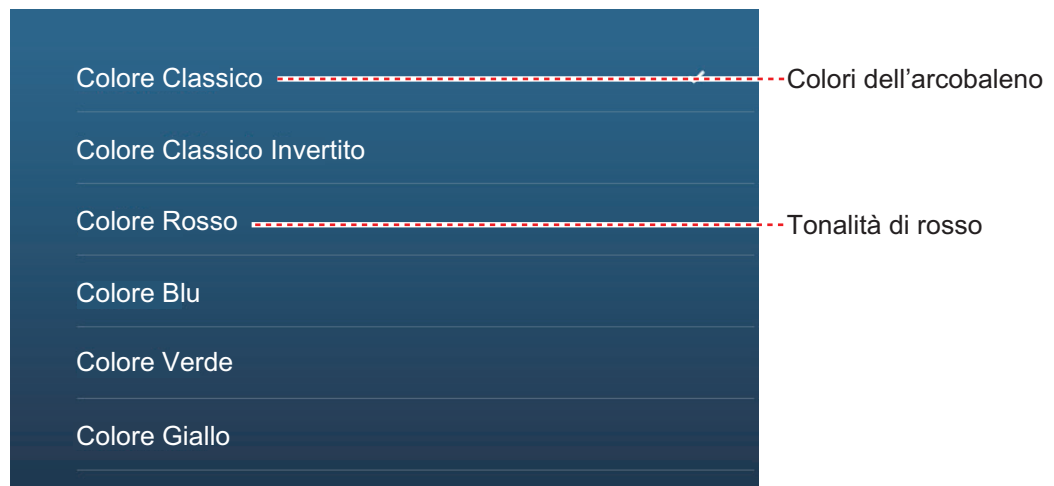 Colore Classico
Colori dell’arcobaleno
Colore Classico Invertito
Colore Rosso
Tonalità di rosso
Colore Blu
Colore Verde
Colore Giallo